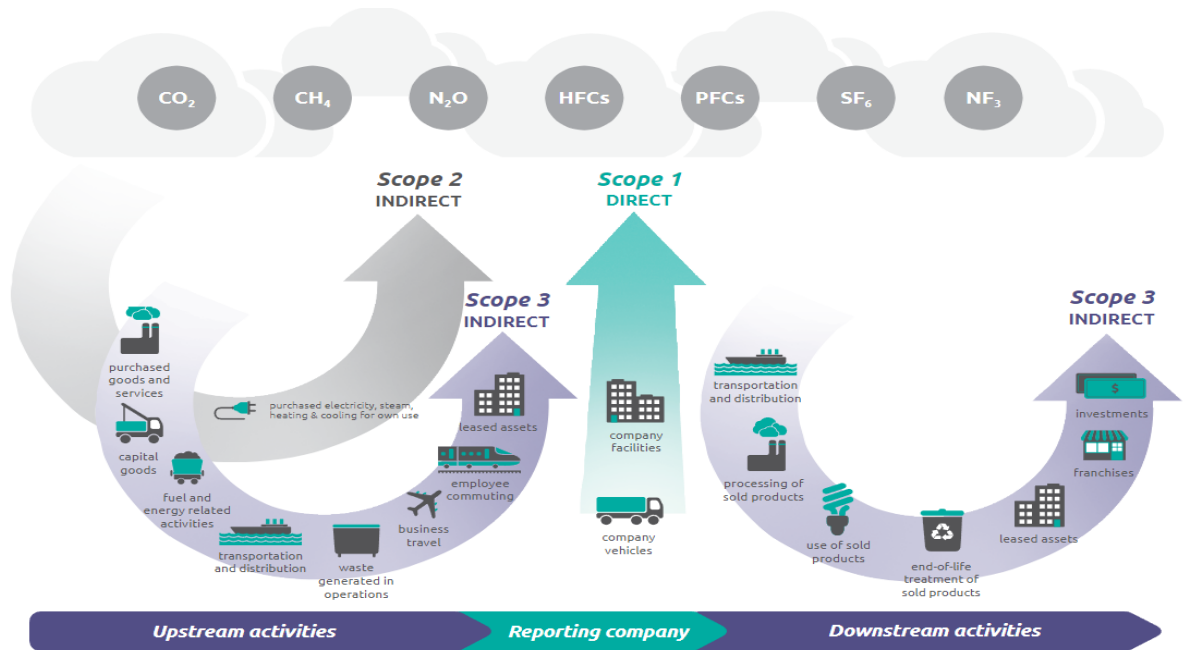 CO₂
CH₄
N₂O
HFCs
PFCs
SF₆
NF₃
Scope 2
INDIRECT
Scope 1
DIRECT
Scope 3
INDIRECT
Scope 3
INDIRECT
purchased
goods and
services
capital
goods
fuel and
energy related
activities
purchased electricity, steam,
heating & cooling for own use
transportation
and distribution
waste
generated in
operations
business
travel
employee
commuting
leased assets
company
facilities
company
vehicles
transportation
and distribution
processing of
sold products
use of sold
products
end-of-life
treatment of
sold products
leased assets
franchises
$
investments
Upstream activities
Reporting company
Downstream activities